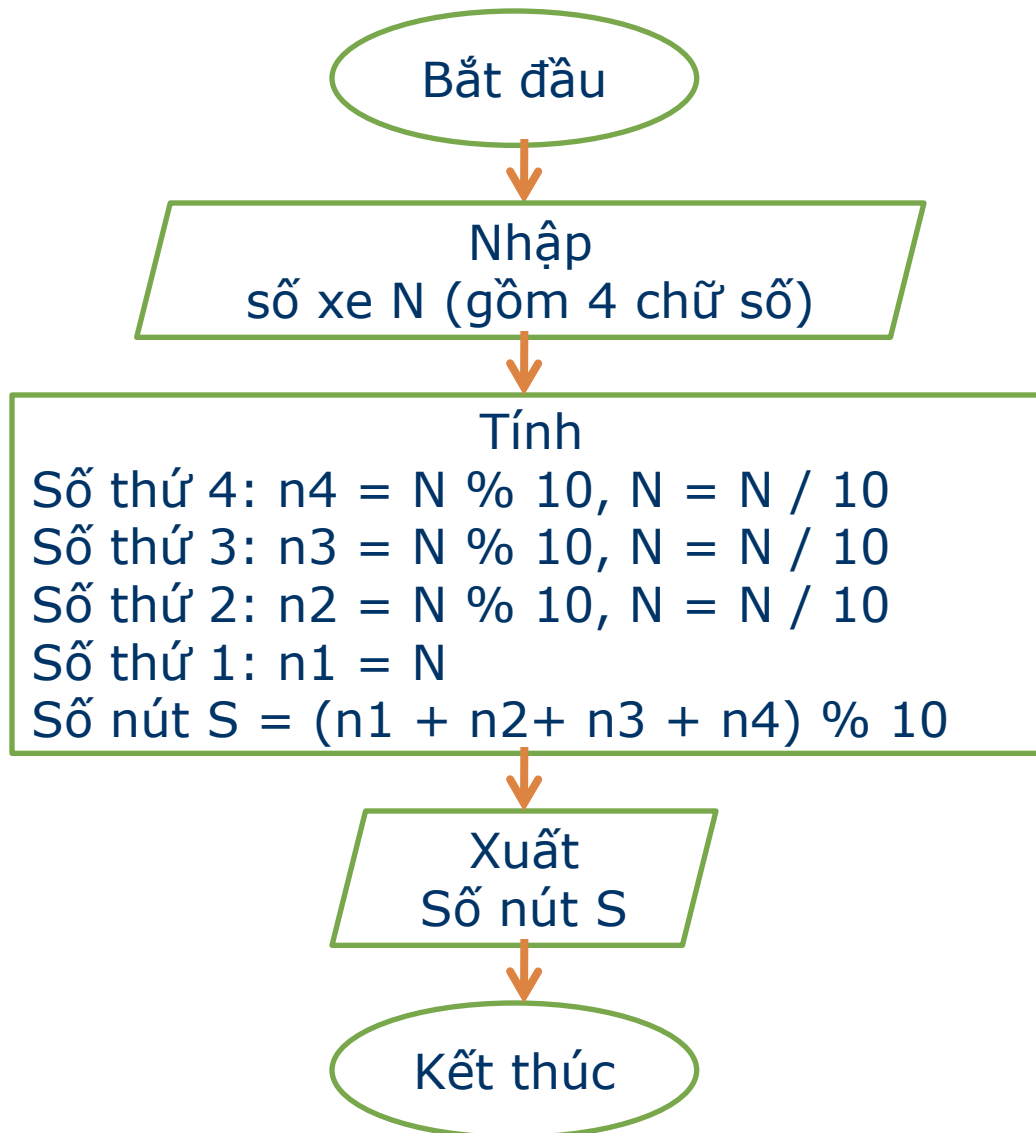 Bắt đầu
Nhập
số xe N (gồm 4 chữ số)
Tính
Số thứ 4: n4 = N % 10, N = N / 10
Số thứ 3: n3 = N % 10, N = N / 10
Số thứ 2: n2 = N % 10, N = N / 10
Số thứ 1: n1 = N
Số nút S = (n1 + n2+ n3 + n4) % 10
Xuất
Số nút S
Kết thúc